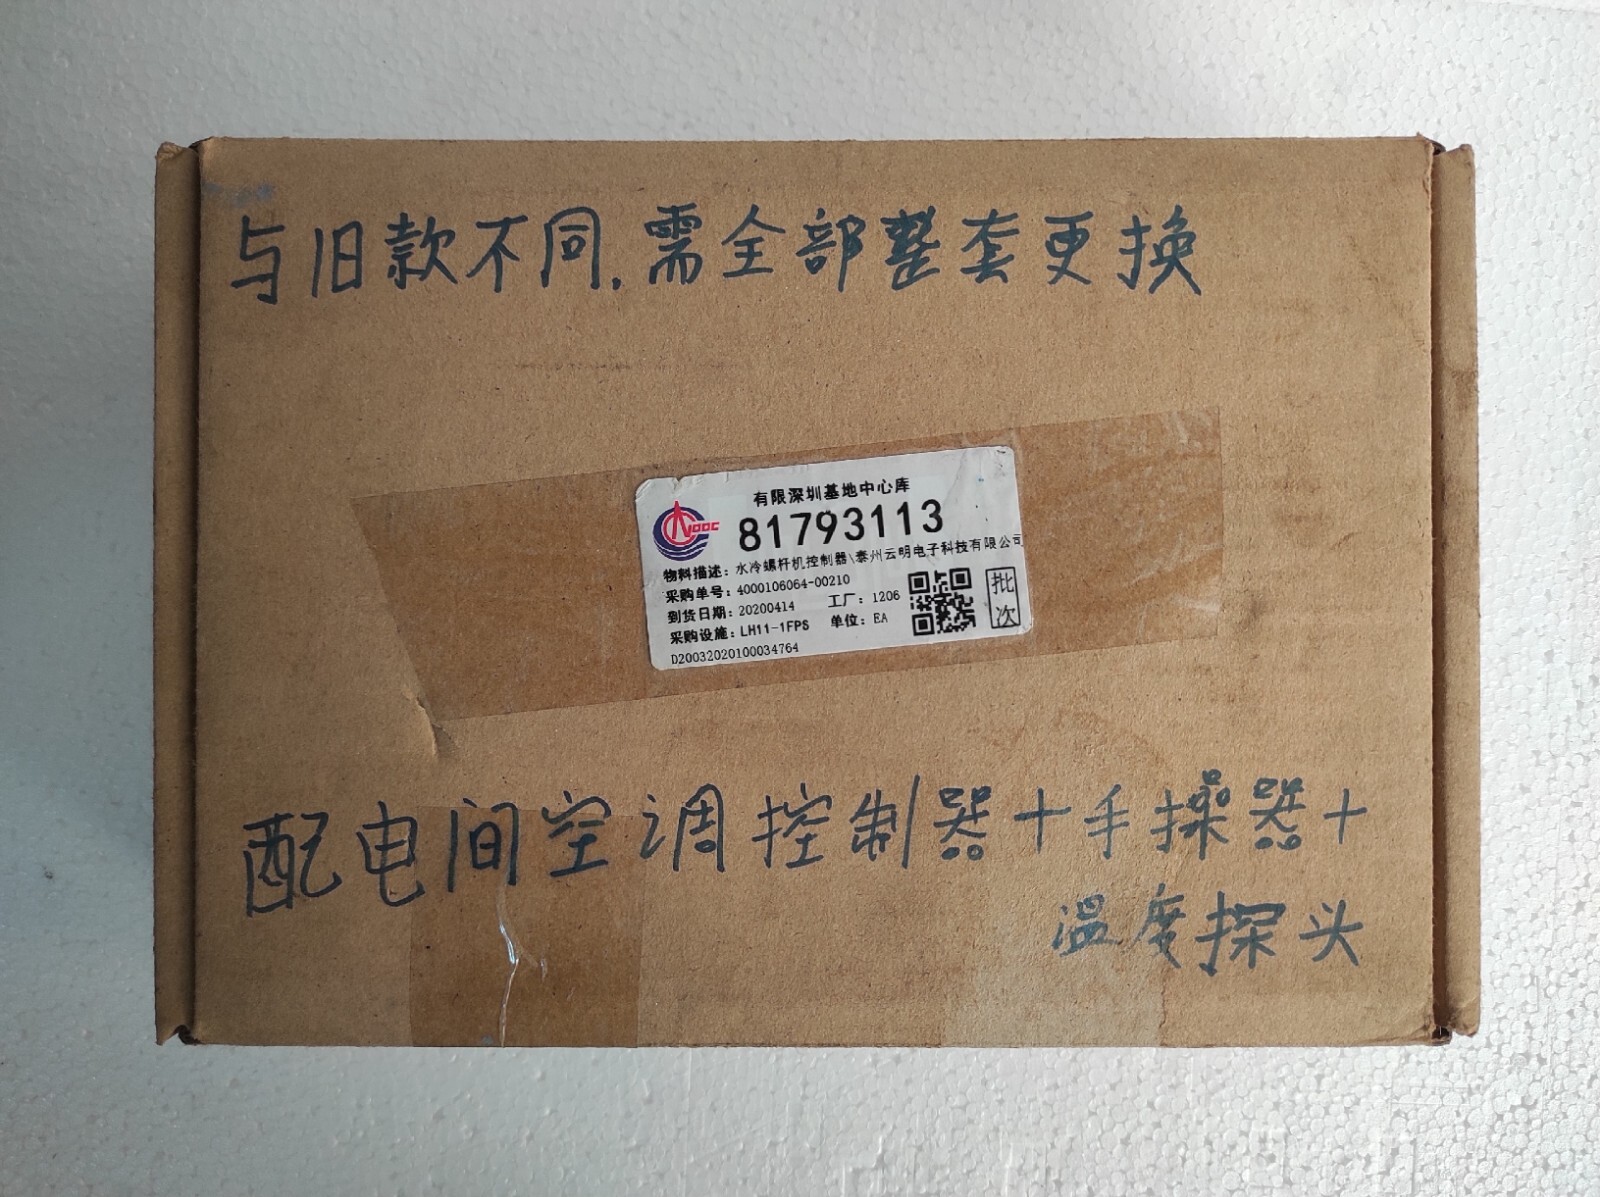 与旧款不同.需全部整套更换
有限深圳基地中心库
CNOOC
81793113
物料描述：水冷螺杆机控制器\泰州云明电子科技有限公司
采购单号：4000106064-00210
到货日期：20200414 工厂：1206
采购设施：LH11-1FPS 单位：EA
D20032020100034764
批次
配电间空调控制器+手操器+
温度探头